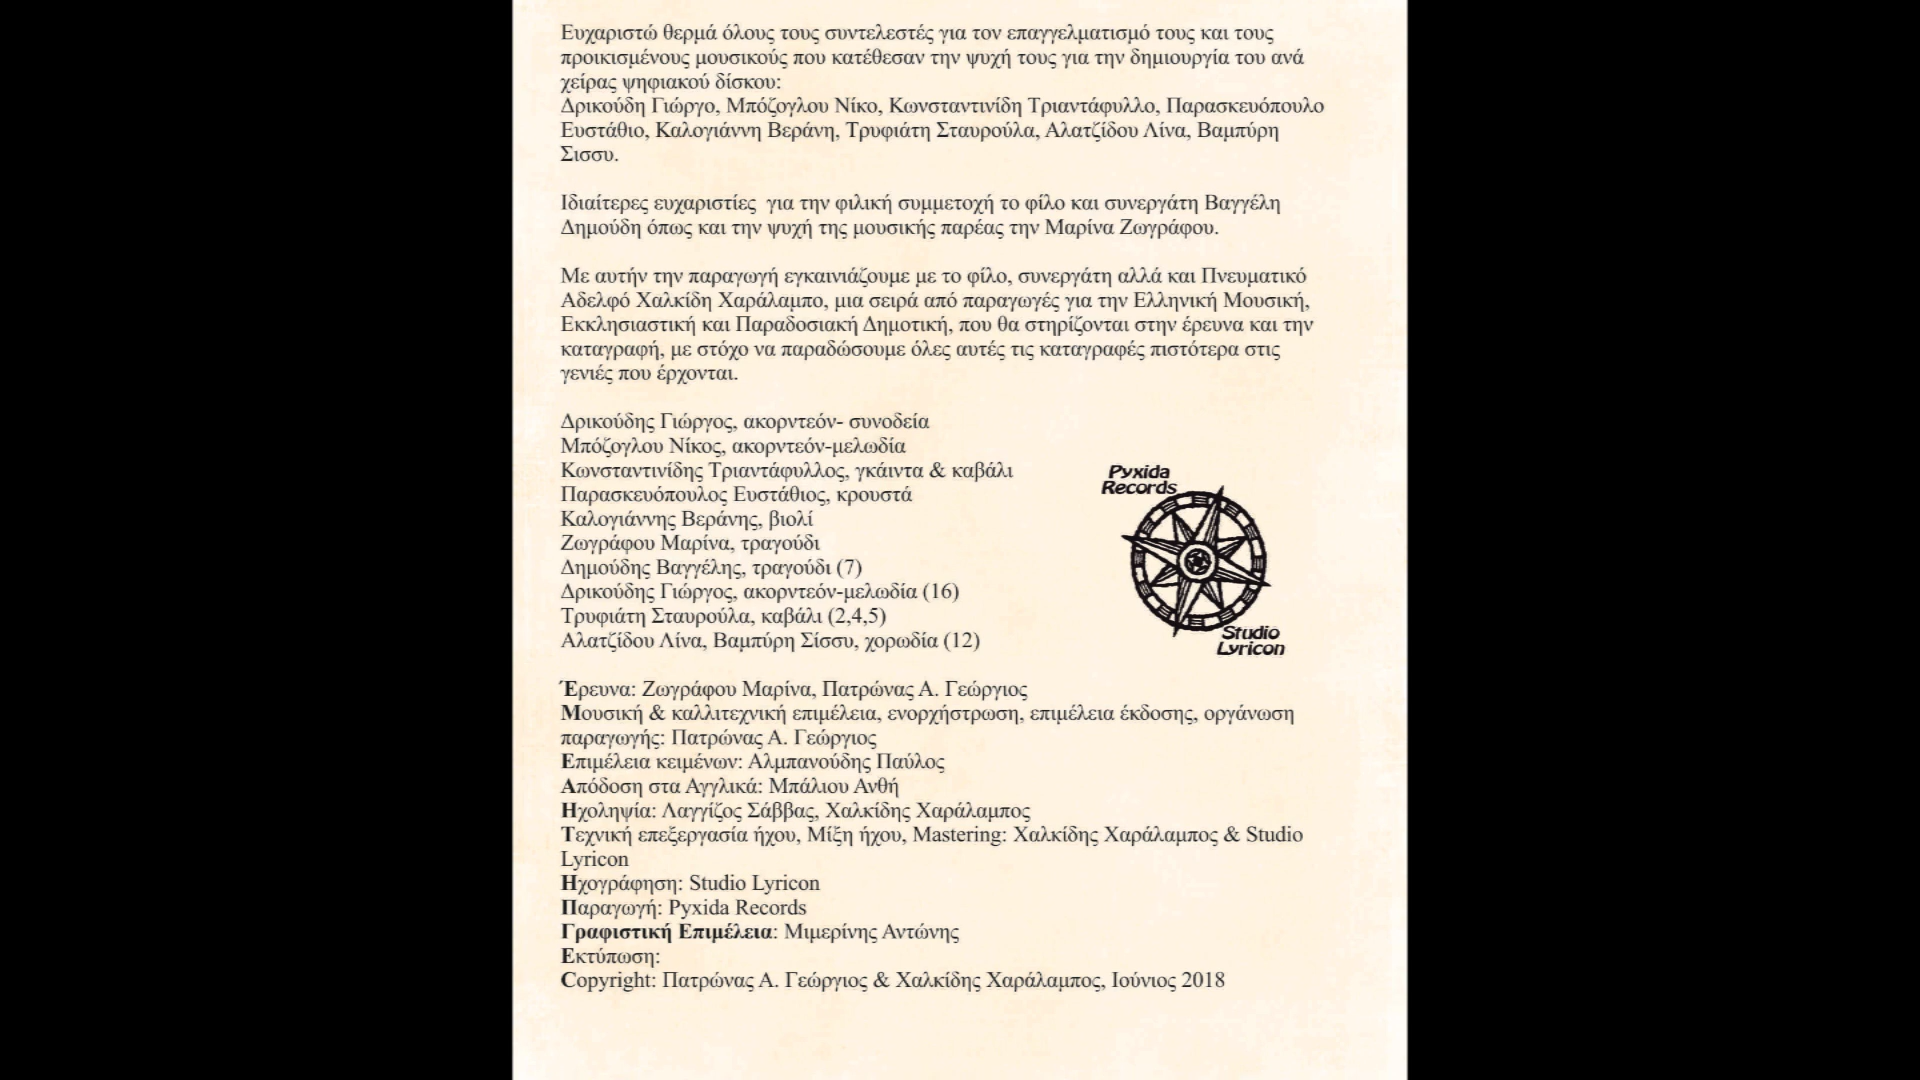 Ευχαριστώ θερμά όλους τους συντελεστές για τον επαγγελματισμό τους και τους
προικισμένους μουσικούς που κατέθεσαν την ψυχή τους για την δημιουργία του ανά
χείρας ψηφιακού δίσκου:
Δρικούδη Γιώργο, Μπόζογλου Νίκο, Κωνσταντινίδη Τριαντάφυλλο, Παρασκευόπουλο
Ευστάθιο, Καλογιάννη Βεράνη, Τρυφιάτη Σταυρούλα, Αλατζίδου Λίνα, Βαμπύρη
Σισσυ.
Ιδιαίτερες ευχαριστίες  για την φιλική συμμετοχή το φίλο και συνεργάτη Βαγγέλη
Δημούδη όπως και την ψυχή της μουσικής παρέας την Μαρίνα Ζωγράφου.
Με αυτήν την παραγωγή εγκαινιάζουμε με το φίλο, συνεργάτη αλλά και Πνευματικό
Αδελφό Χαλκίδη Χαράλαμπο, μια σειρά από παραγωγές για την Ελληνική Μουσική,
Εκκλησιαστική και Παραδοσιακή Δημοτική, που θα στηρίζονται στην έρευνα και την
καταγραφή, με στόχο να παραδώσουμε όλες αυτές τις καταγραφές πιστότερα στις
γενιές που έρχονται.
Δρικούδης Γιώργος, ακορντεόν- συνοδεία
Μπόζογλου Νίκος, ακορντεόν-μελωδία
Κωνσταντινίδης Τριαντάφυλλος, γκάιντα & καβάλι
Παρασκευόπουλος Ευστάθιος, κρουστά
Καλογιάννης Βεράνης, βιολί
Ζωγράφου Μαρίνα, τραγούδι
Δημούδης Βαγγέλης, τραγούδι (7)
Δρικούδης Γιώργος, ακορντεόν-μελωδία (16)
Τρυφιάτη Σταυρούλα, καβάλι (2,4,5)
Αλατζίδου Λίνα, Βαμπύρη Σίσσυ, χορωδία (12)
Pyxida
Records
Studio
Lyricon
Έρευνα: Ζωγράφου Μαρίνα, Πατρώνας Α. Γεώργιος
Μουσική & καλλιτεχνική επιμέλεια, ενορχήστρωση, επιμέλεια έκδοσης, οργάνωση
παραγωγής: Πατρώνας Α. Γεώργιος
Επιμέλεια κειμένων: Αλμπανούδης Παύλος
Απόδοση στα Αγγλικά: Μπάλιου Ανθή
Ηχοληψία: Λαγγίζος Σάββας, Χαλκίδης Χαράλαμπος
Τεχνική επεξεργασία ήχου, Μίξη ήχου, Mastering: Χαλκίδης Χαράλαμπος & Studio
Lyricon
Ηχογράφηση: Studio Lyricon
Παραγωγή: Pyxida Records
Γραφιστική Επιμέλεια: Μιμερίνης Αντώνης
Εκτύπωση:
Copyright: Πατρώνας Α. Γεώργιος & Χαλκίδης Χαράλαμπος, Ιούνιος 2018